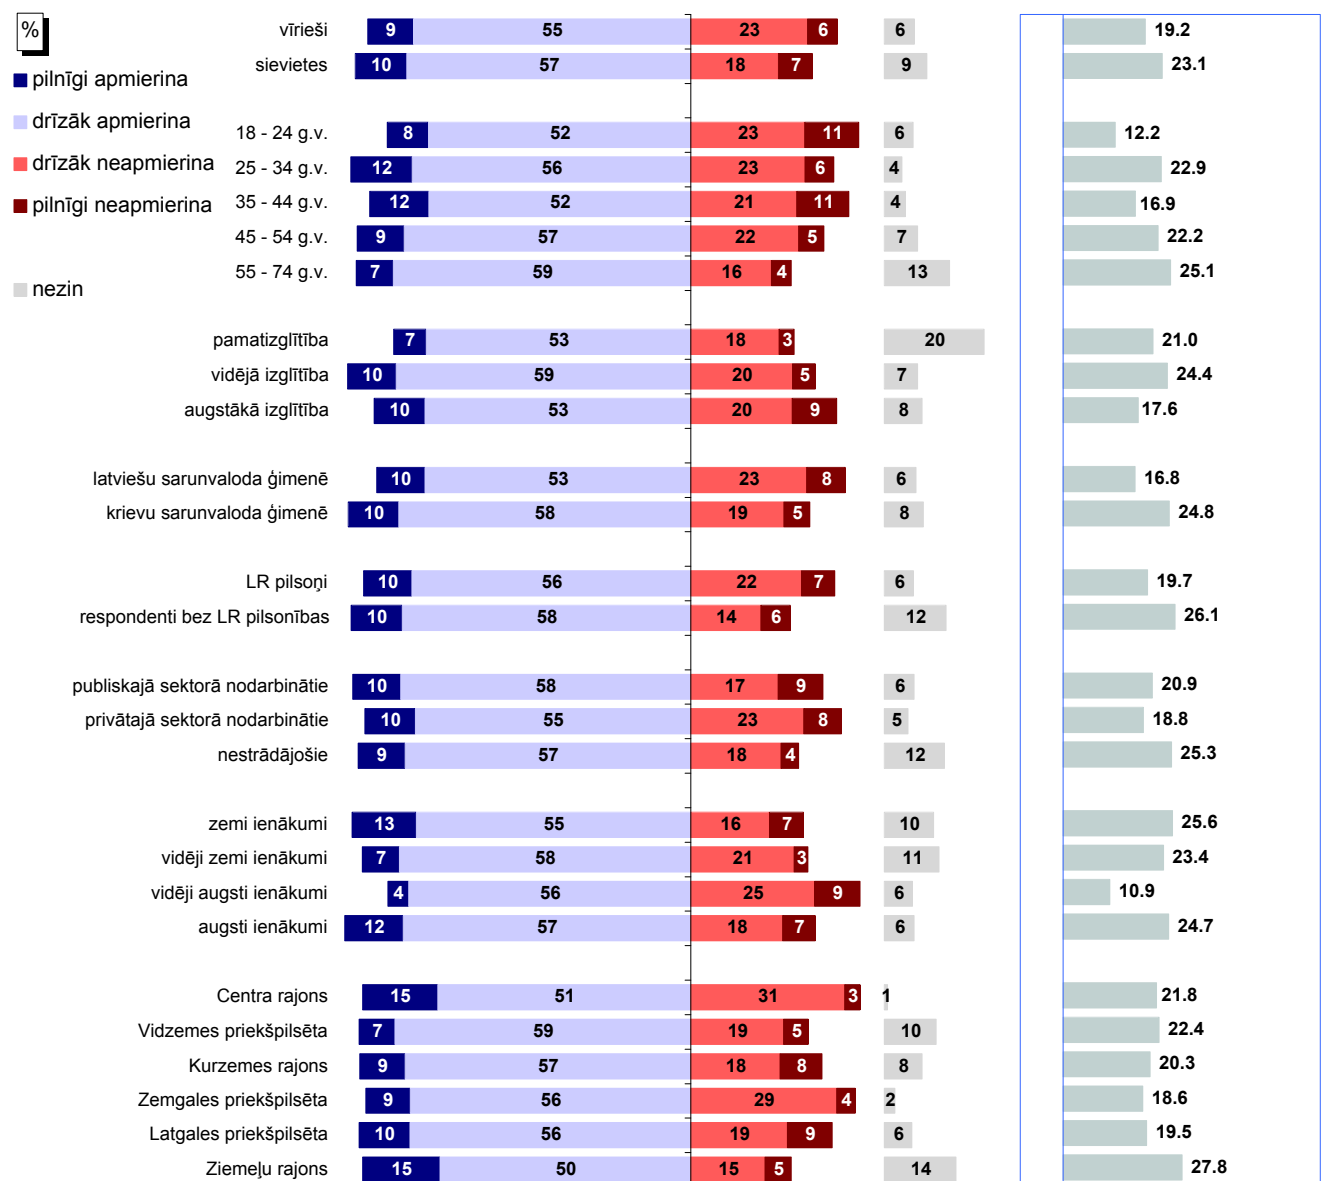 %
pilnīgi apmierina
drīzāk apmierina
drīzāk neapmierina
pilnīgi neapmierina
nezin
vīrieši 9 55 23 6 6 19.2
sievietes 10 57 18 7 9 23.1
18 - 24 g.v. 8 52 23 11 6 12.2
25 - 34 g.v. 12 56 23 6 4 22.9
35 - 44 g.v. 12 52 21 11 4 16.9
45 - 54 g.v. 9 57 22 5 7 22.2
55 - 74 g.v. 7 59 16 4 13 25.1
pamatizglītība 7 53 18 3 20 21.0
vidējā izglītība 10 59 20 5 7 24.4
augstākā izglītība 10 53 20 9 8 17.6
latviešu sarunvaloda ģimenē 10 53 23 8 6 16.8
krievu sarunvaloda ģimenē 10 58 19 5 8 24.8
LR pilsoņi 10 56 22 7 6 19.7
respondenti bez LR pilsonības 10 58 14 6 12 26.1
publiskajā sektorā nodarbinātie 10 58 17 9 6 20.9
privātajā sektorā nodarbinātie 10 55 23 8 5 18.8
nestrādājošie 9 57 18 4 12 25.3
zemi ienākumi 13 55 16 7 10 25.6
vidēji zemi ienākumi 7 58 21 3 11 23.4
vidēji augsti ienākumi 4 56 25 9 6 10.9
augsti ienākumi 12 57 18 7 6 24.7
Centra rajons 15 51 31 3 1 21.8
Vidzemes priekšpilsēta 7 59 19 5 10 22.4
Kurzemes rajons 9 57 18 8 8 20.3
Zemgales priekšpilsēta 9 56 29 4 2 18.6
Latgales priekšpilsēta 10 56 19 9 6 19.5
Ziemeļu rajons 15 50 15 5 14 27.8